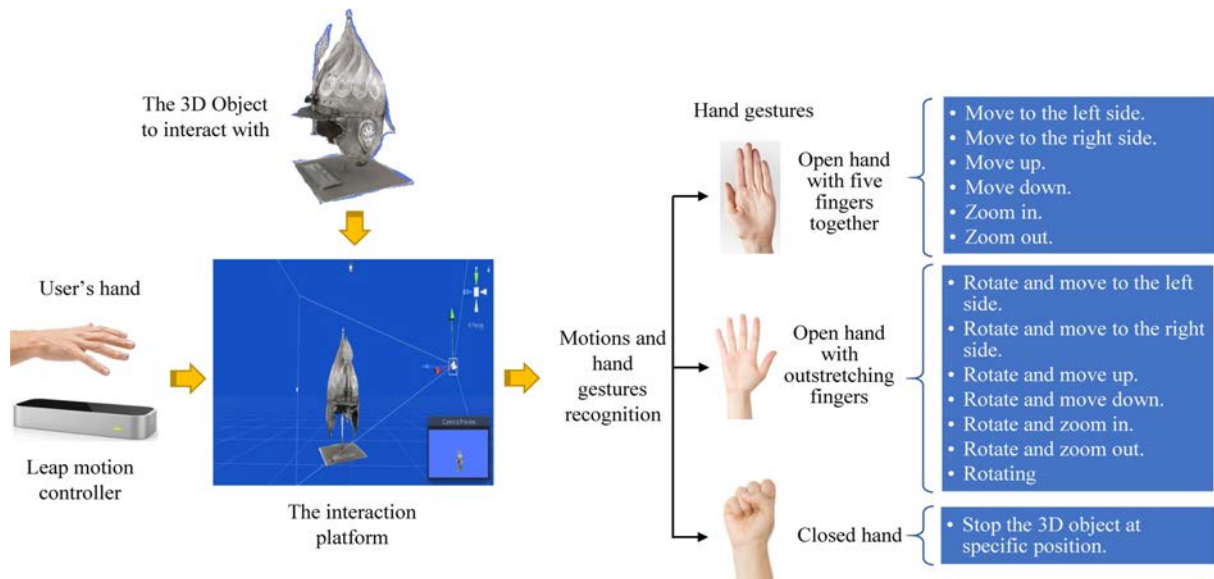 The 3D Object
to interact with
User's hand
Leap motion
controller
The interaction
platform
Motions and
hand
gestures
recognition
Hand gestures
Open hand
with five
fingers
together
• Move to the left side.
• Move to the right side.
• Move up.
• Move down.
• Zoom in.
• Zoom out.
Open hand
with
outstretching
fingers
• Rotate and move to the left
side.
• Rotate and move to the right
side.
• Rotate and move up.
• Rotate and move down.
• Rotate and zoom in.
• Rotate and zoom out.
• Rotating
Closed hand
• Stop the 3D object at
specific position.